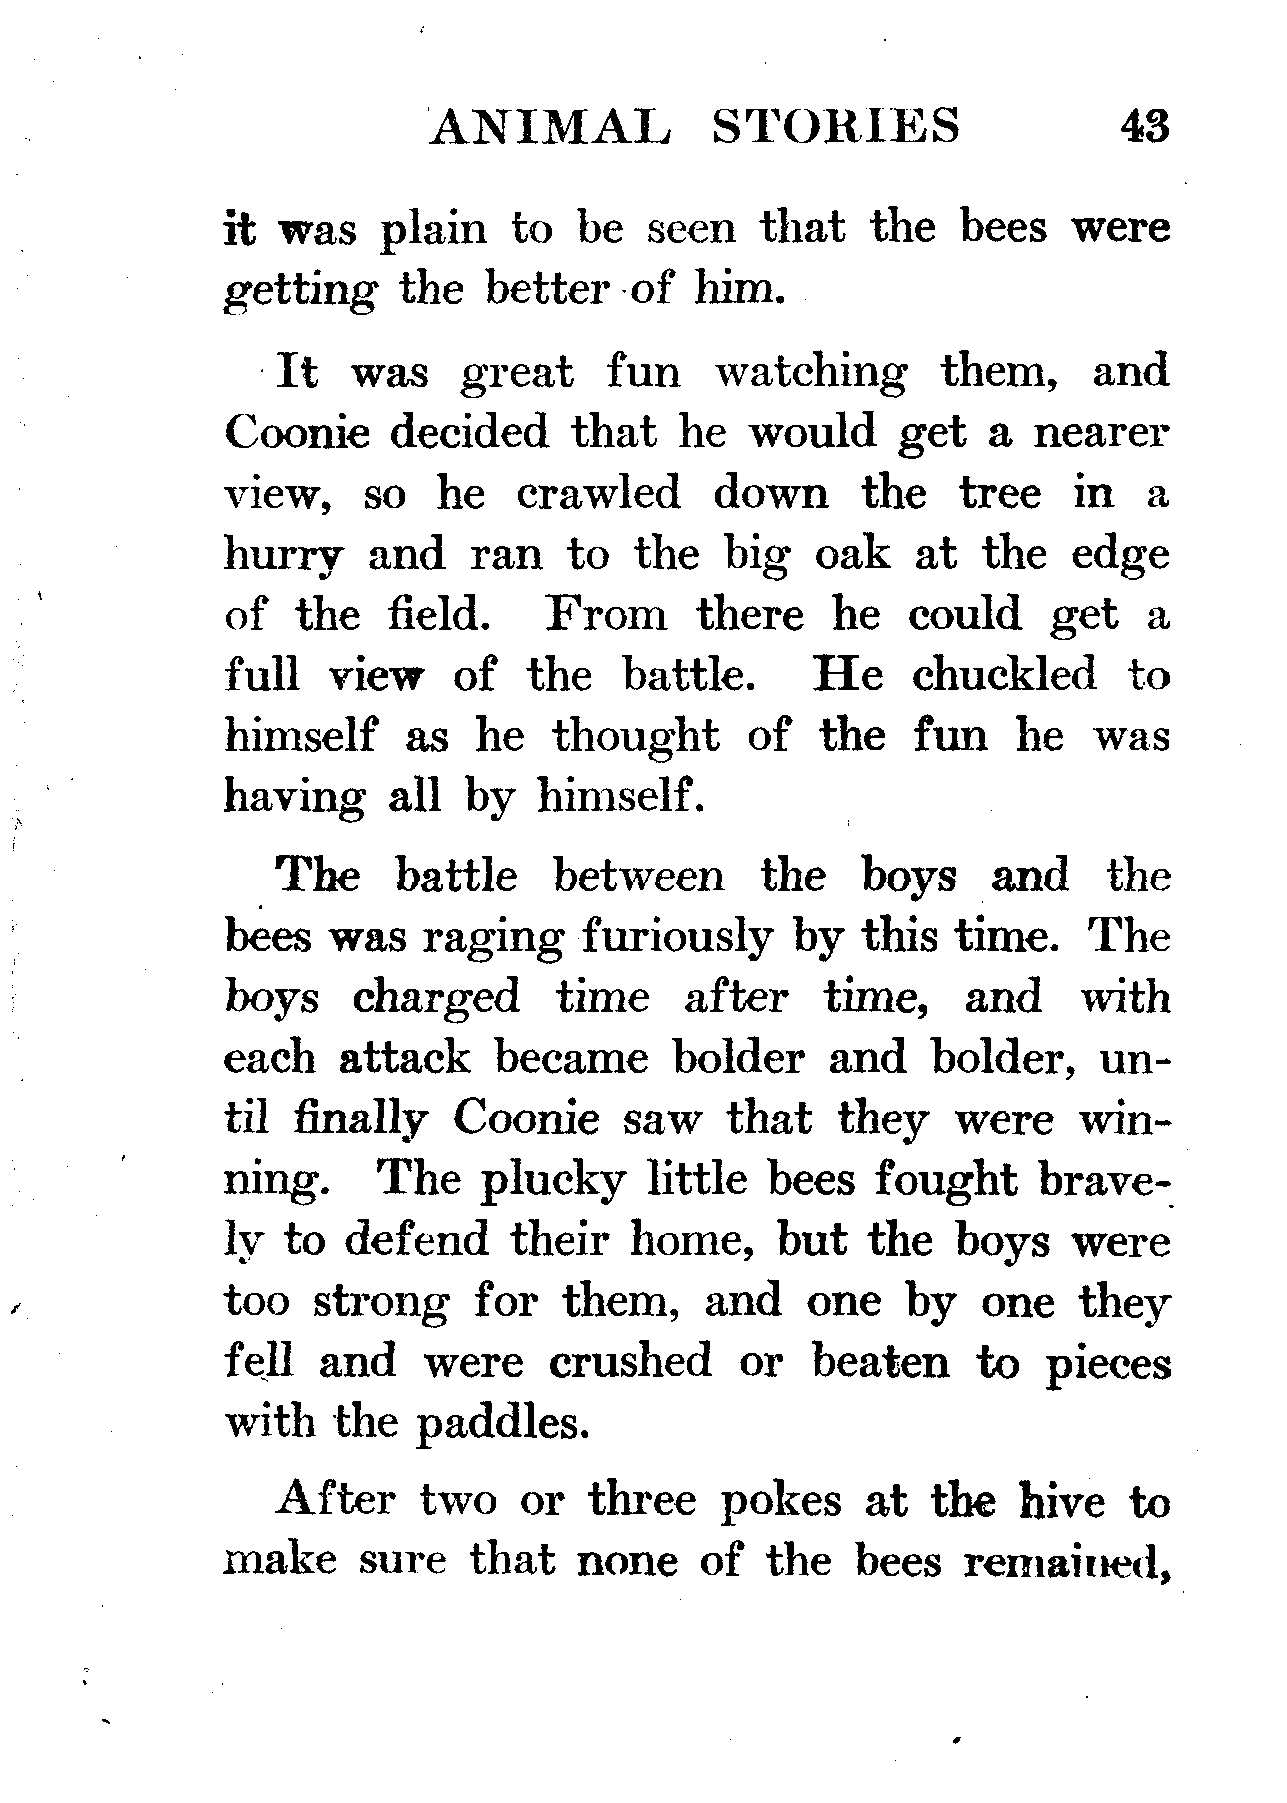 ANIMAL STORIES 43
it was plain to be seen that the bees were
getting the better of him.
It was great fun watching them, and
Coonie decided that he would get a nearer
view, so he crawled down the tree in a
hurry and ran to the big oak at the edge
of the field. From there he could get a
full view of the battle. He chuckled to
himself as he thought of the fun he was
having all by himself.
The battle between the boys and the
bees was raging furiously by this time. The
boys charged time after time, and with
each attack became bolder and bolder, un-
til finally Coonie saw that they were win-
ning. The plucky little bees fought brave-
ly to defend their home, but the boys were
too strong for them, and one by one they
fell and were crushed or beaten to pieces
with the paddles.
After two or three pokes at the hive to
make sure that none of the bees remained,